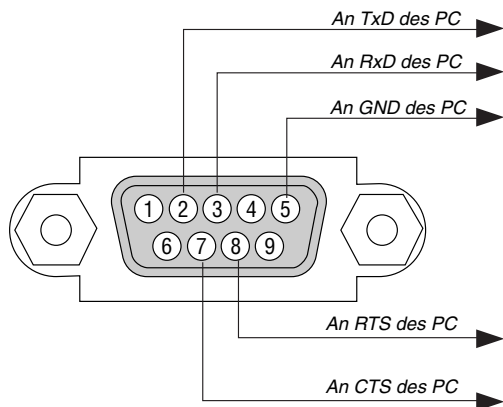 An TxD des PC
An RxD des PC
An GND des PC
1 2 3 4 5
6 7 8 9
An RTS des PC
An CTS des PC